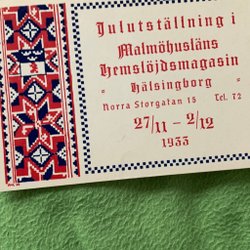 Julutställning i
Malmöhusläns
Hemslöjdsmagasin
Hälsingborg
Norra Storgatan 15 Tel. 72
27/11 – 2/12
1933